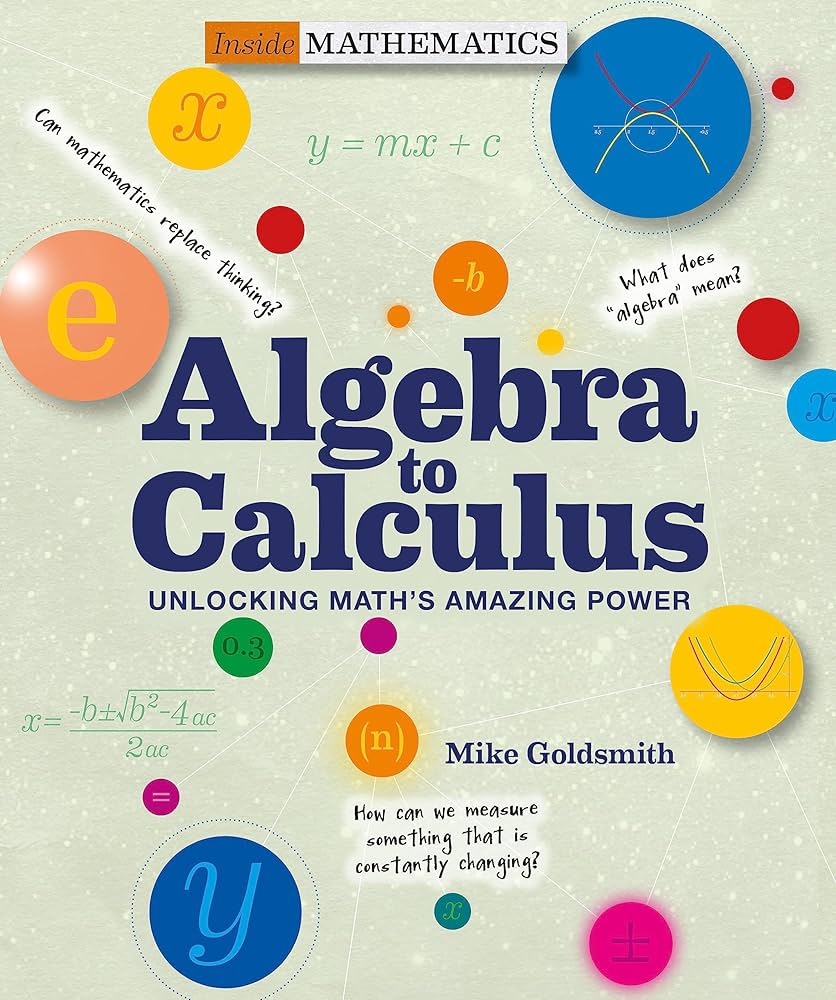 Inside MATHEMATICS
x
y = mx + c
Can mathematics replace thinking?
e
-b
What does
"algebra" mean?
x
Algebra
to
Calculus
UNLOCKING MATH'S AMAZING POWER
0.3
x= -b±√b²-4ac
2ac
(n)
Mike Goldsmith
=
How can we measure
something that is
constantly changing?
y
x
±